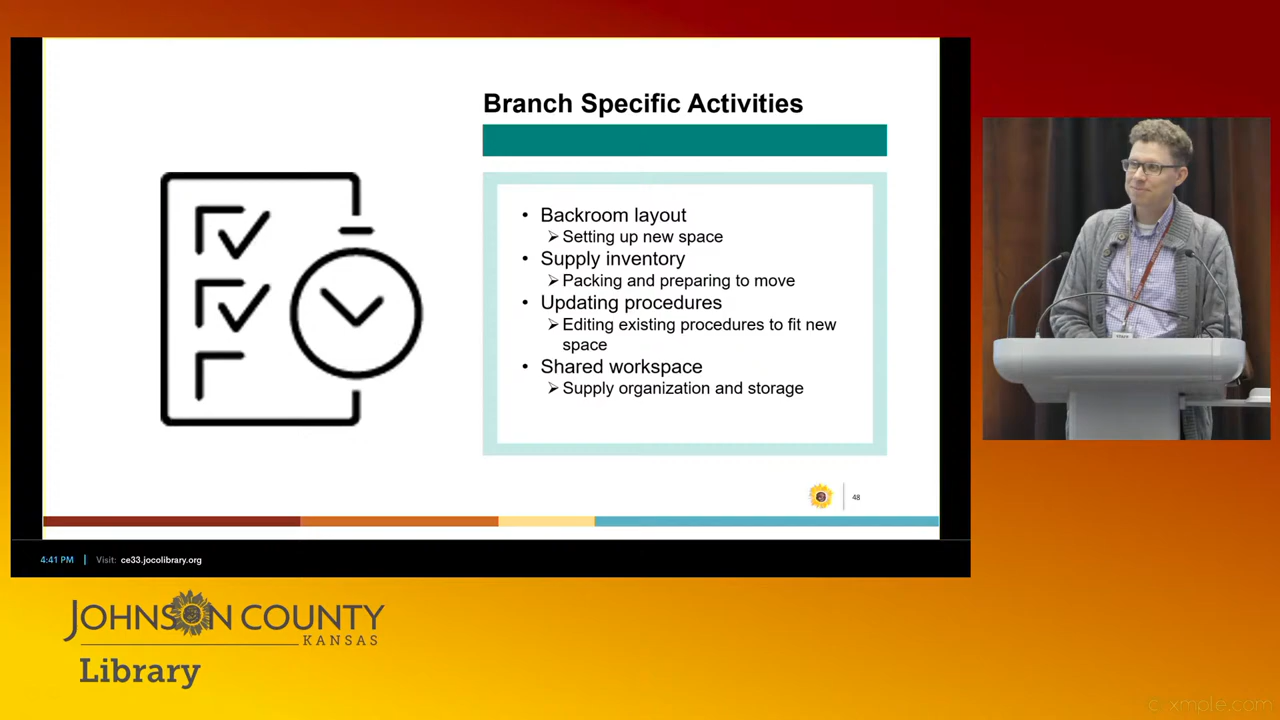 Branch Specific Activities
• Backroom layout
➢ Setting up new space
• Supply inventory
➢ Packing and preparing to move
• Updating procedures
➢ Editing existing procedures to fit new
space
• Shared workspace
➢ Supply organization and storage
48
4:41 PM | Visit: ce33.jocolibrary.org
JOHNSON COUNTY
KANSAS
Library